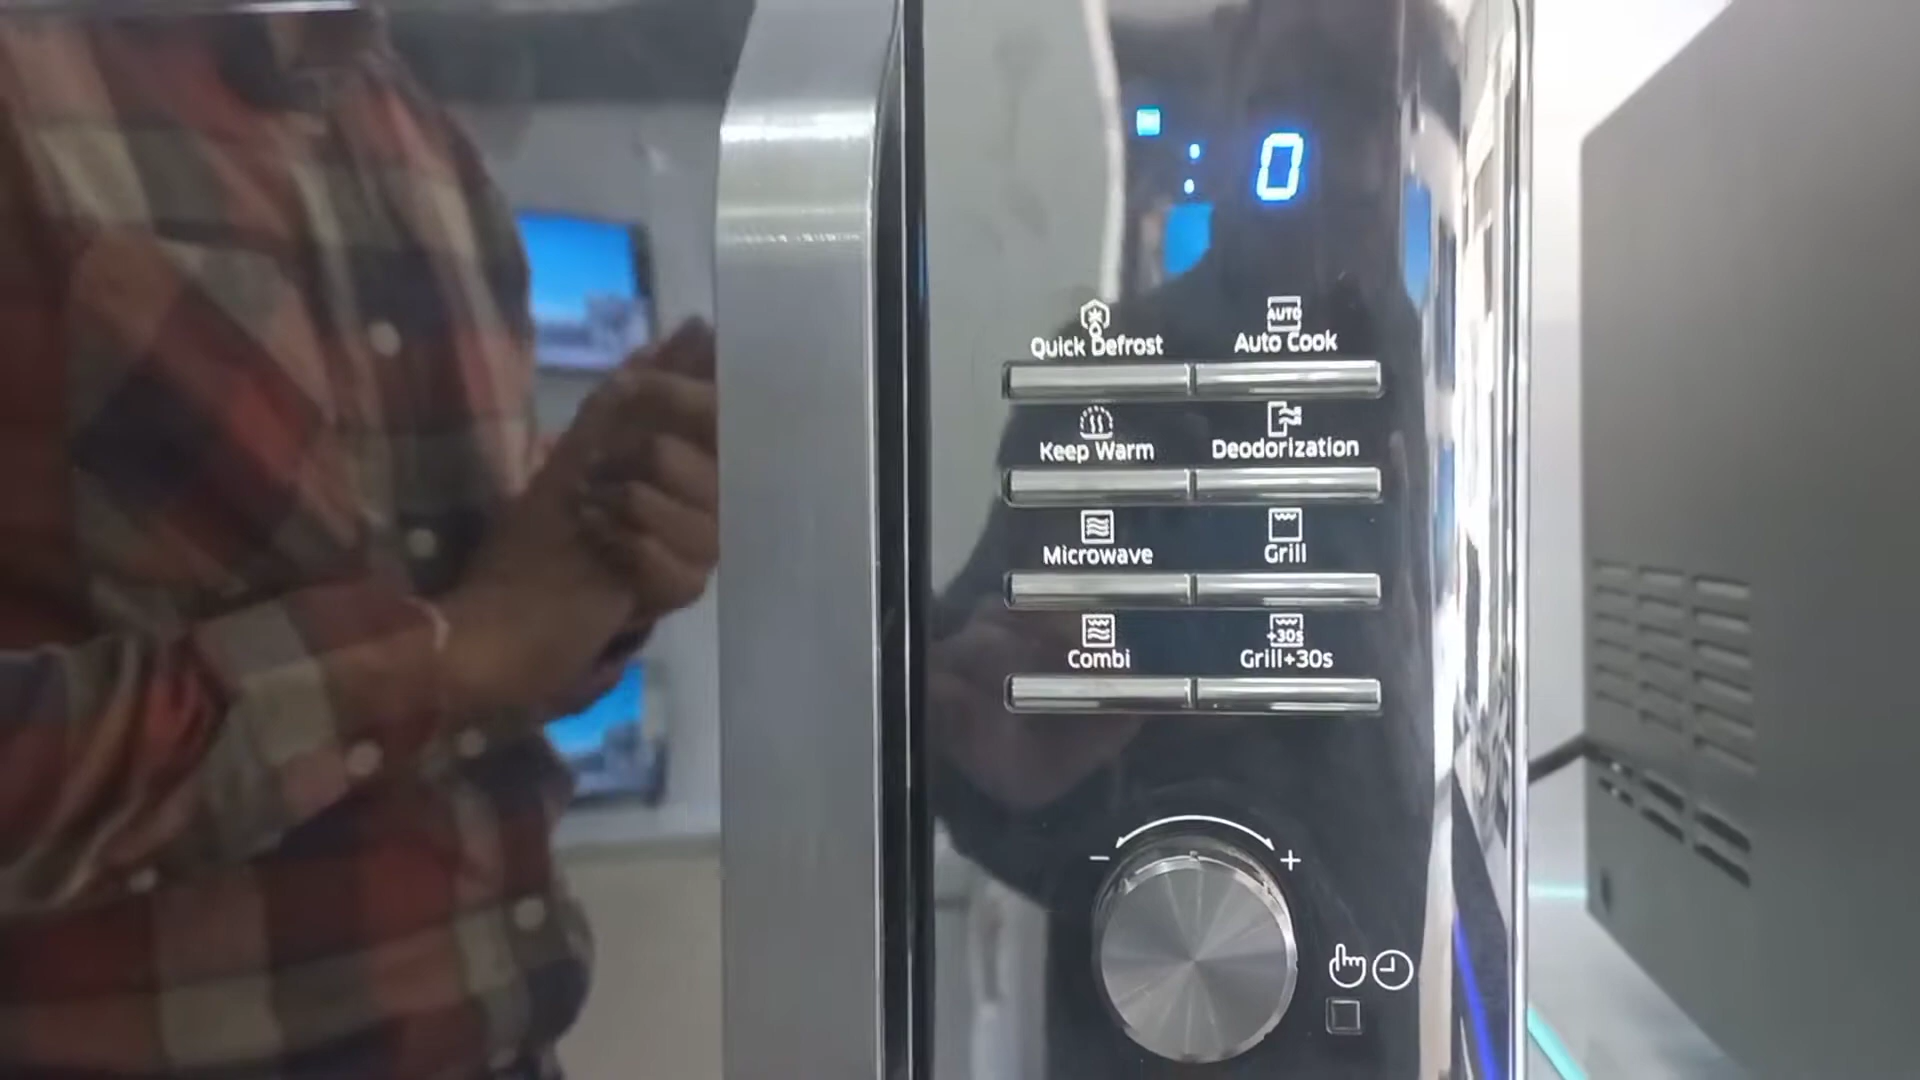 : 0
AUTO
Quick Defrost Auto Cook
Keep Warm Deodorization
Microwave Grill
+30s
Combi Grill+30s
- +